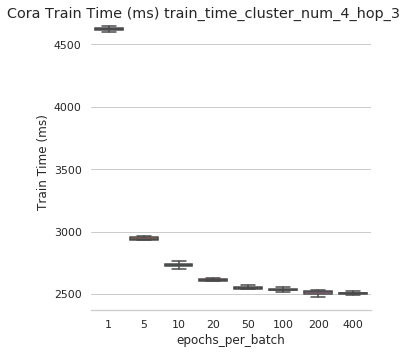 Cora Train Time (ms) train_time_cluster_num_4_hop_3
4500
4000
3500
3000
2500
Train Time (ms)
1 5 10 20 50 100 200 400
epochs_per_batch